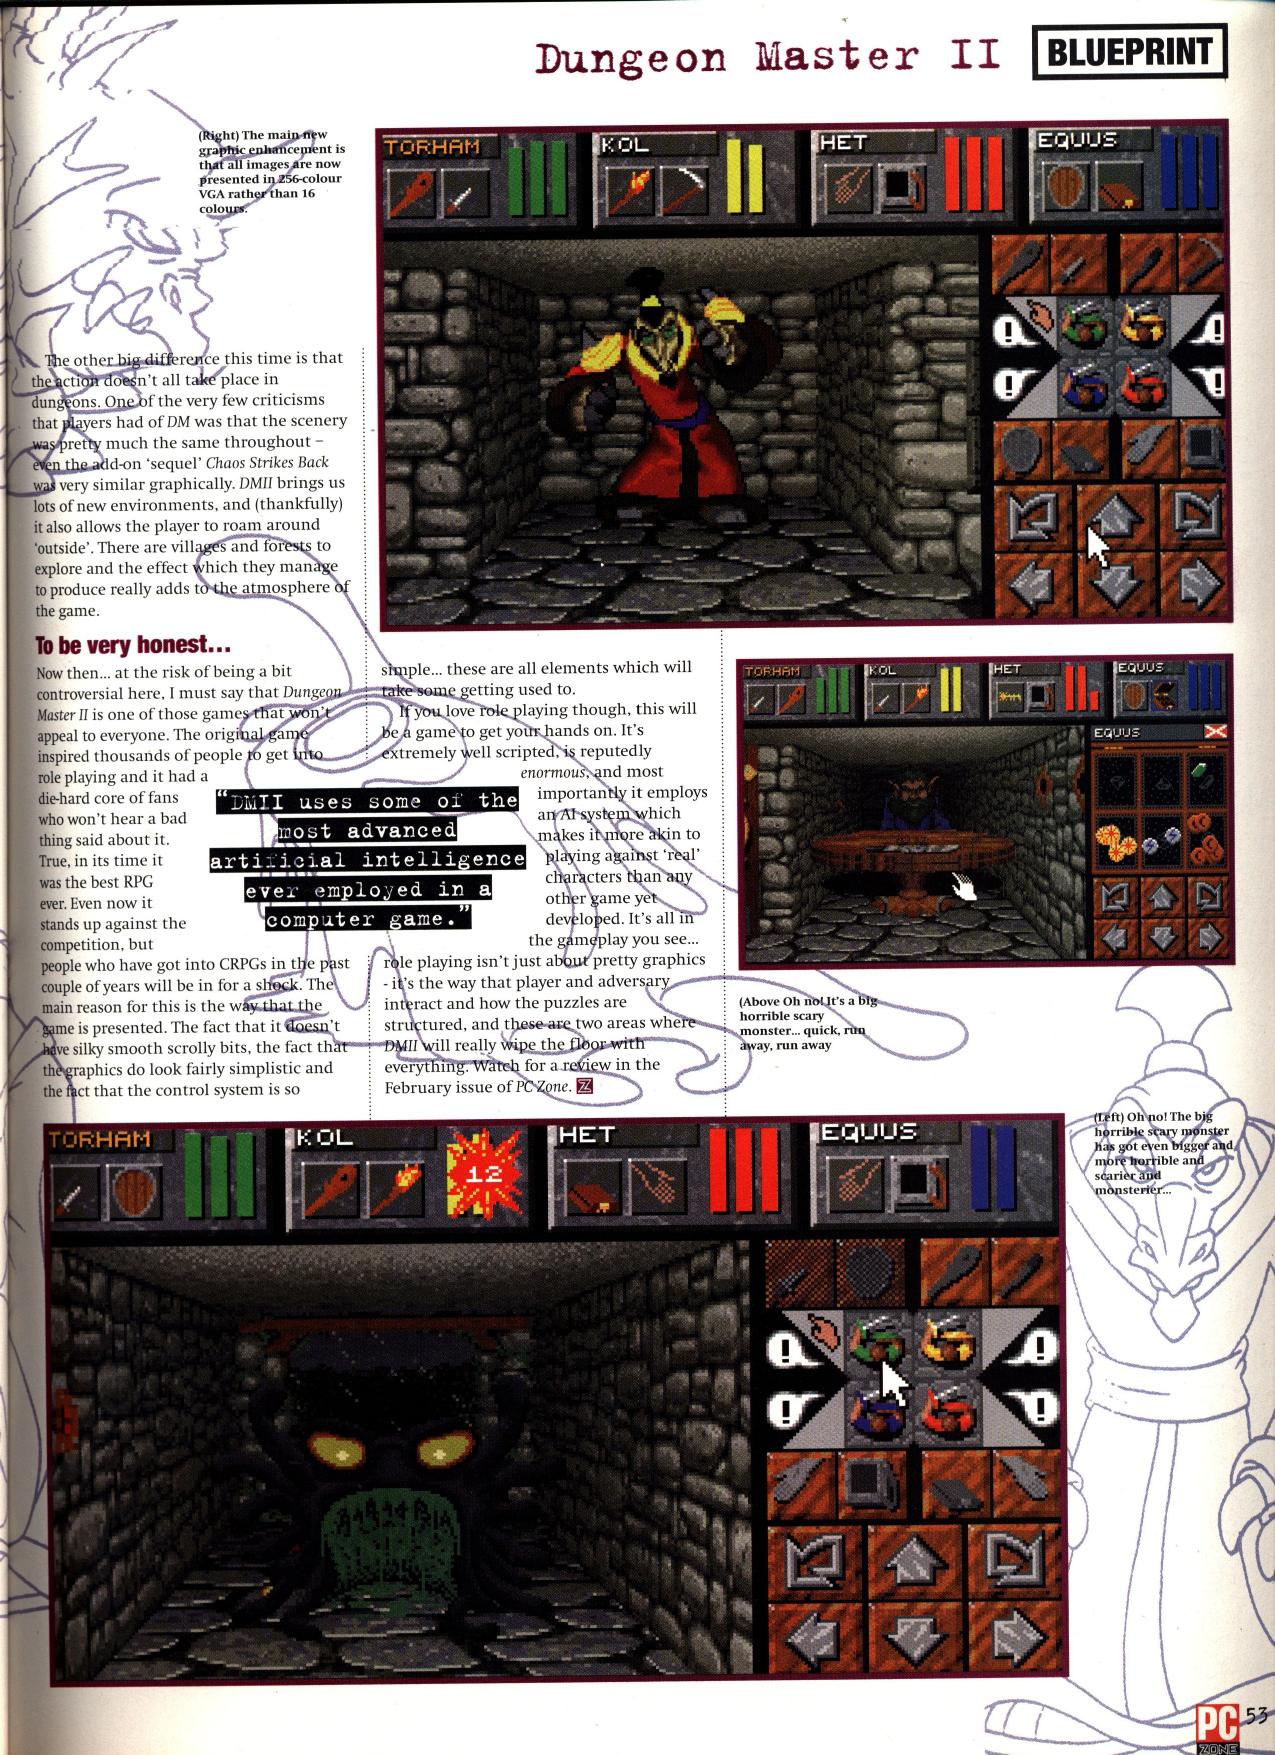 Dungeon Master II
BLUEPRINT
(Right) The main new
graphic enhancement is
that all images are now
presented in 256-colour
VGA rather than 16
colours.
TORHAM
KOL
HET
EQUUS
The other big difference this time is that
the action doesn't all take place in
dungeons. One of the very few criticisms
that players had of DM was that the scenery
was pretty much the same throughout –
even the add-on 'sequel' Chaos Strikes Back
was very similar graphically. DMII brings us
lots of new environments, and (thankfully)
it also allows the player to roam around
'outside'. There are villages and forests to
explore and the effect which they manage
to produce really adds to the atmosphere of
the game.
To be very honest...
Now then... at the risk of being a bit
controversial here, I must say that Dungeon
Master II is one of those games that won't
appeal to everyone. The original game
inspired thousands of people to get into
role playing and it had a
die-hard core of fans
who won't hear a bad
thing said about it.
True, in its time it
was the best RPG
ever. Even now it
stands up against the
competition, but
people who have got into CRPGs in the past
couple of years will be in for a shock. The
main reason for this is the way that the
game is presented. The fact that it doesn't
have silky smooth scrolly bits, the fact that
the graphics do look fairly simplistic and
the fact that the control system is so
"DMII uses some of the
most advanced
artificial intelligence
ever employed in a
computer game."
simple... these are all elements which will
take some getting used to.
If you love role playing though, this will
be a game to get your hands on. It's
extremely well scripted, is reputedly
enormous, and most
importantly it employs
an AI system which
makes it more akin to
playing against 'real'
characters than any
other game yet
developed. It's all in
the gameplay you see...
role playing isn't just about pretty graphics
- it's the way that player and adversary
interact and how the puzzles are
structured, and these are two areas where
DMII will really wipe the floor with
everything. Watch for a review in the
February issue of PC Zone. Z
TORHAM
KOL
HET
EQUUS
EQUUS
(Above Oh no! It's a big
horrible scary
monster... quick, run
away, run away
(Left) Oh no! The big
horrible scary monster
has got even bigger and
more horrible and
scarier and
monsterier...
TORHAM
KOL
12
HET
EQUUS
PC
ZONE
53